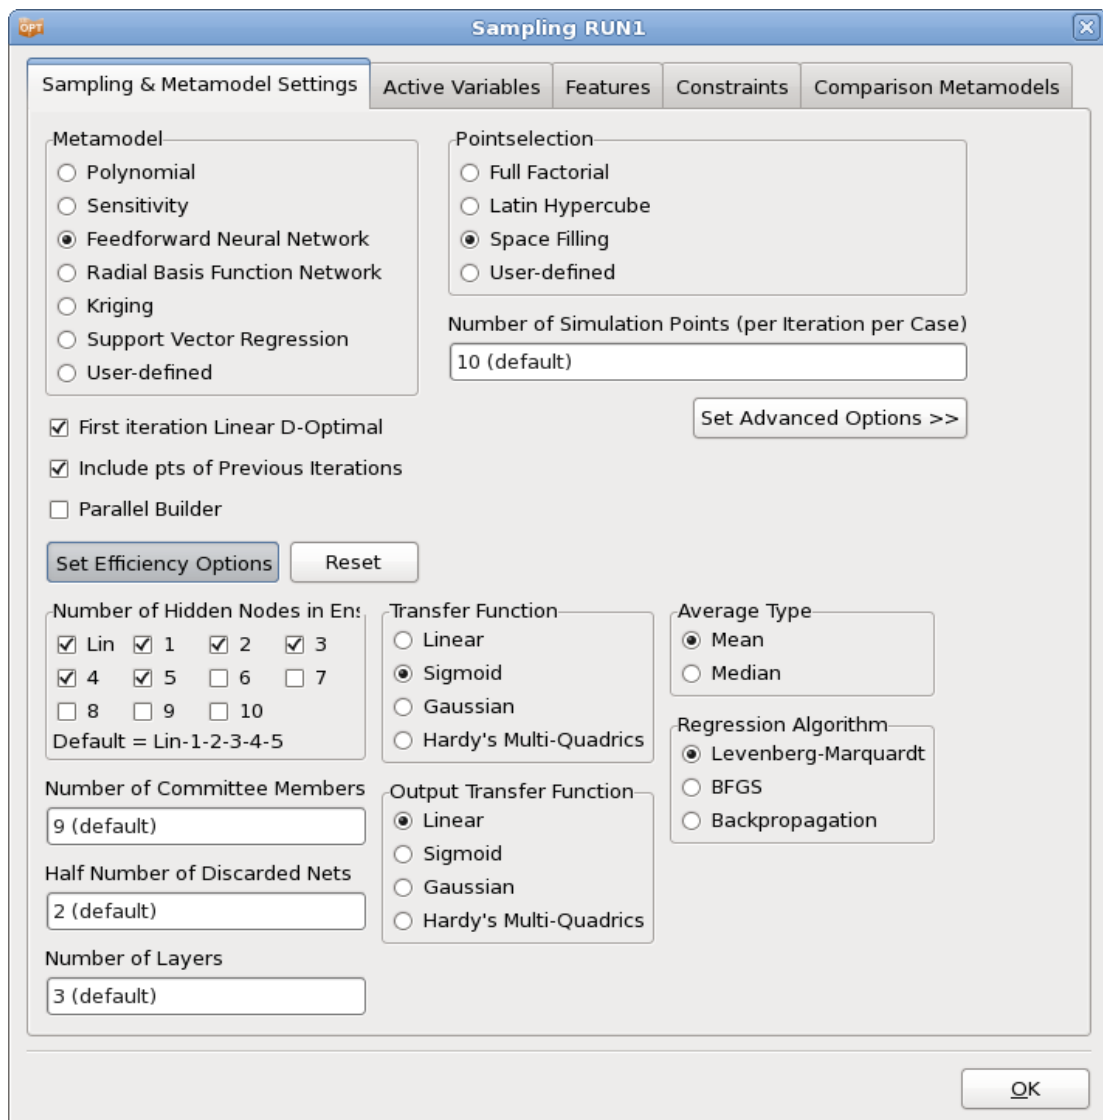 OPT
Sampling RUN1
Sampling & Metamodel Settings
Active Variables
Features
Constraints
Comparison Metamodels
Metamodel
Polynomial
Sensitivity
Feedforward Neural Network
Radial Basis Function Network
Kriging
Support Vector Regression
User-defined
Pointselection
Full Factorial
Latin Hypercube
Space Filling
User-defined
Number of Simulation Points (per Iteration per Case)
10 (default)
Set Advanced Options >>
First iteration Linear D-Optimal
Include pts of Previous Iterations
Parallel Builder
Set Efficiency Options
Reset
Number of Hidden Nodes in Ens
Lin 1 2 3
4 5 6 7
8 9 10
Default = Lin-1-2-3-4-5
Number of Committee Members
9 (default)
Half Number of Discarded Nets
2 (default)
Number of Layers
3 (default)
Transfer Function
Linear
Sigmoid
Gaussian
Hardy's Multi-Quadrics
Output Transfer Function
Linear
Sigmoid
Gaussian
Hardy's Multi-Quadrics
Average Type
Mean
Median
Regression Algorithm
Levenberg-Marquardt
BFGS
Backpropagation
OK